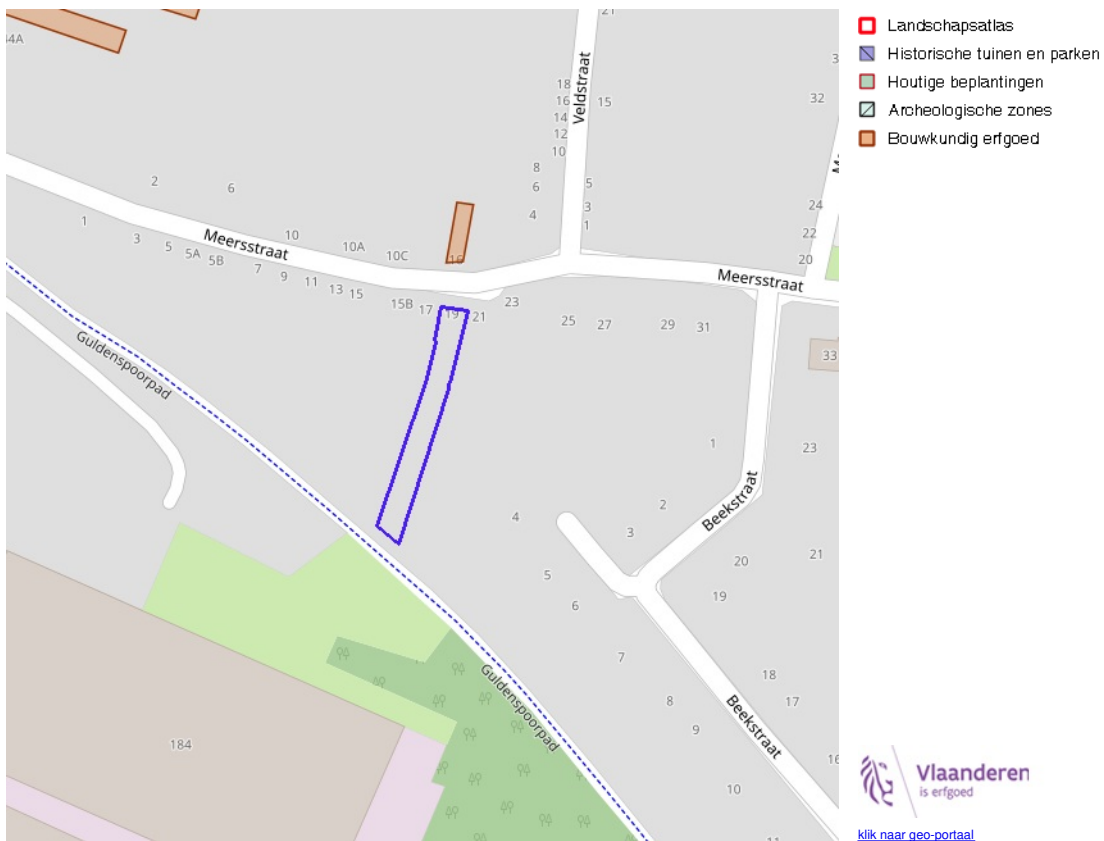 Landschapsatlas
Historische tuinen en parken
Houtige beplantingen
Archeologische zones
Bouwkundig erfgoed
21
18
16
14
12
10
Veldstraat
15
32
8
6
4
5
3
1
24
22
20
2
6
1
3
5
5A
5B
Meersstraat
10
10A
10C
16
7
9
11
13
15
15B
17
19
21
23
Meersstraat
25
27
29
31
33
Guldenspoorpad
1
23
2
Beekstraat
4
3
20
21
5
19
6
7
18
8
17
9
Guldenspoorpad
Beekstraat
184
10
Vlaanderen
is erfgoed
klik naar geo-portaal